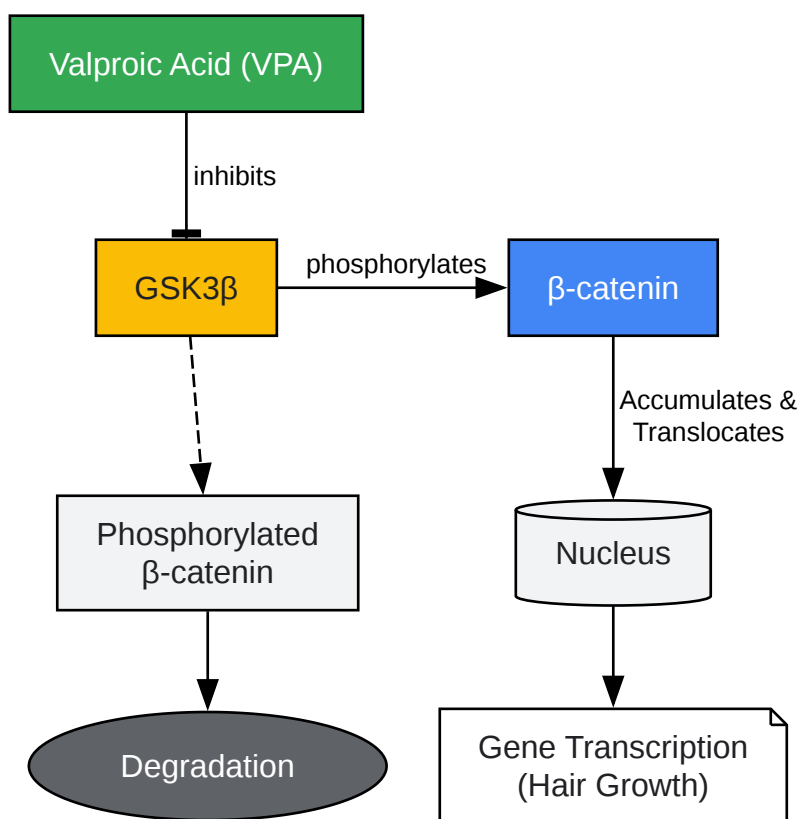 Valproic Acid (VPA)
inhibits
GSK3β
phosphorylates
β-catenin
Accumulates &
Translocates
Phosphorylated
β-catenin
Nucleus
Degradation
Gene Transcription
(Hair Growth)